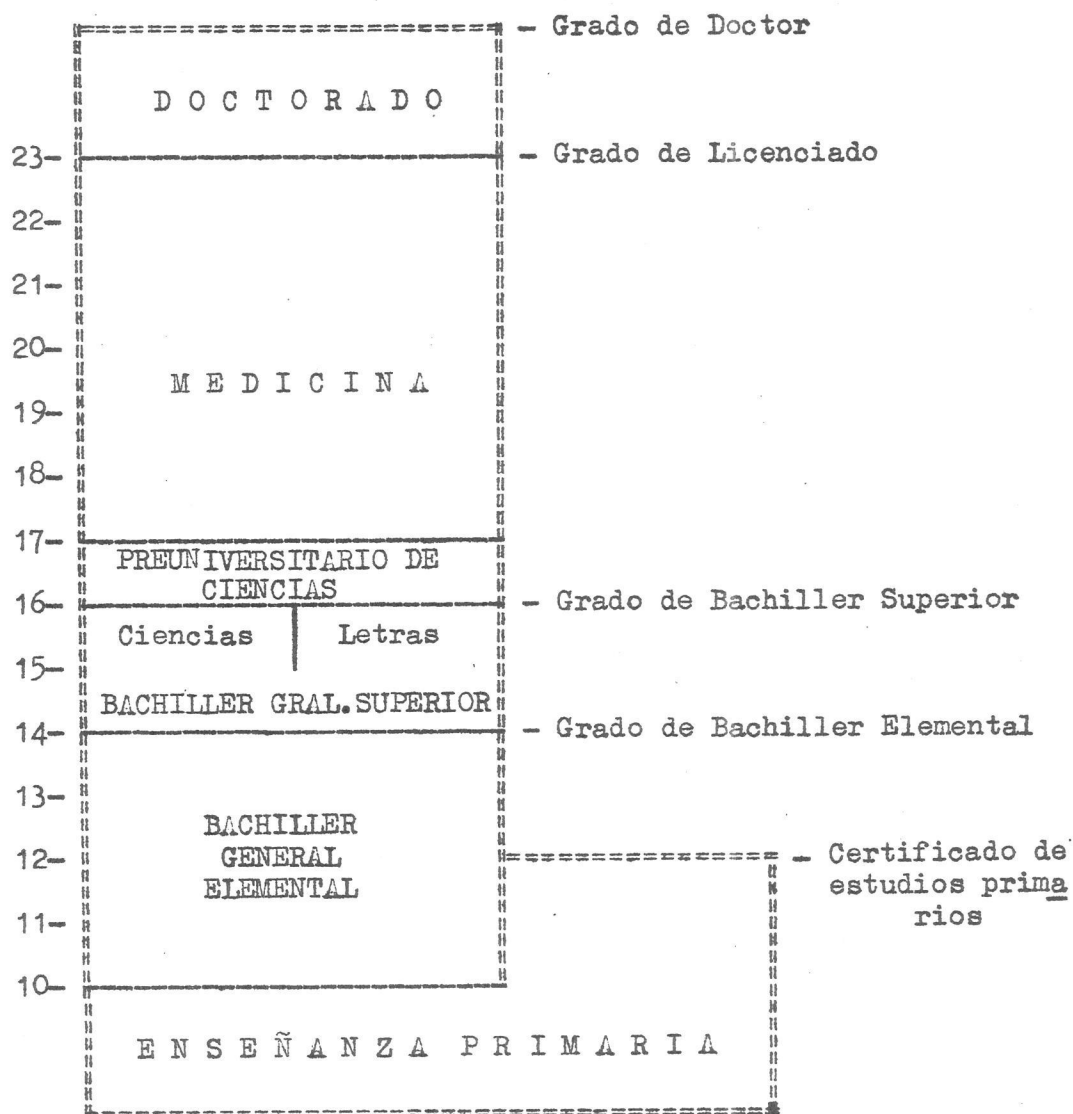 - Grado de Doctor
DOCTORADO
23- - Grado de Licenciado
22-
21-
20-
MEDICINA
19-
18-
17-
PREUNIVERSITARIO DE
CIENCIAS
16- - Grado de Bachiller Superior
Ciencias Letras
15-
BACHILLER GRAL. SUPERIOR
14- - Grado de Bachiller Elemental
13-
BACHILLER
12- GENERAL - Certificado de
ELEMENTAL estudios prima
11- rios
10-
ENSEÑANZA PRIMARIA